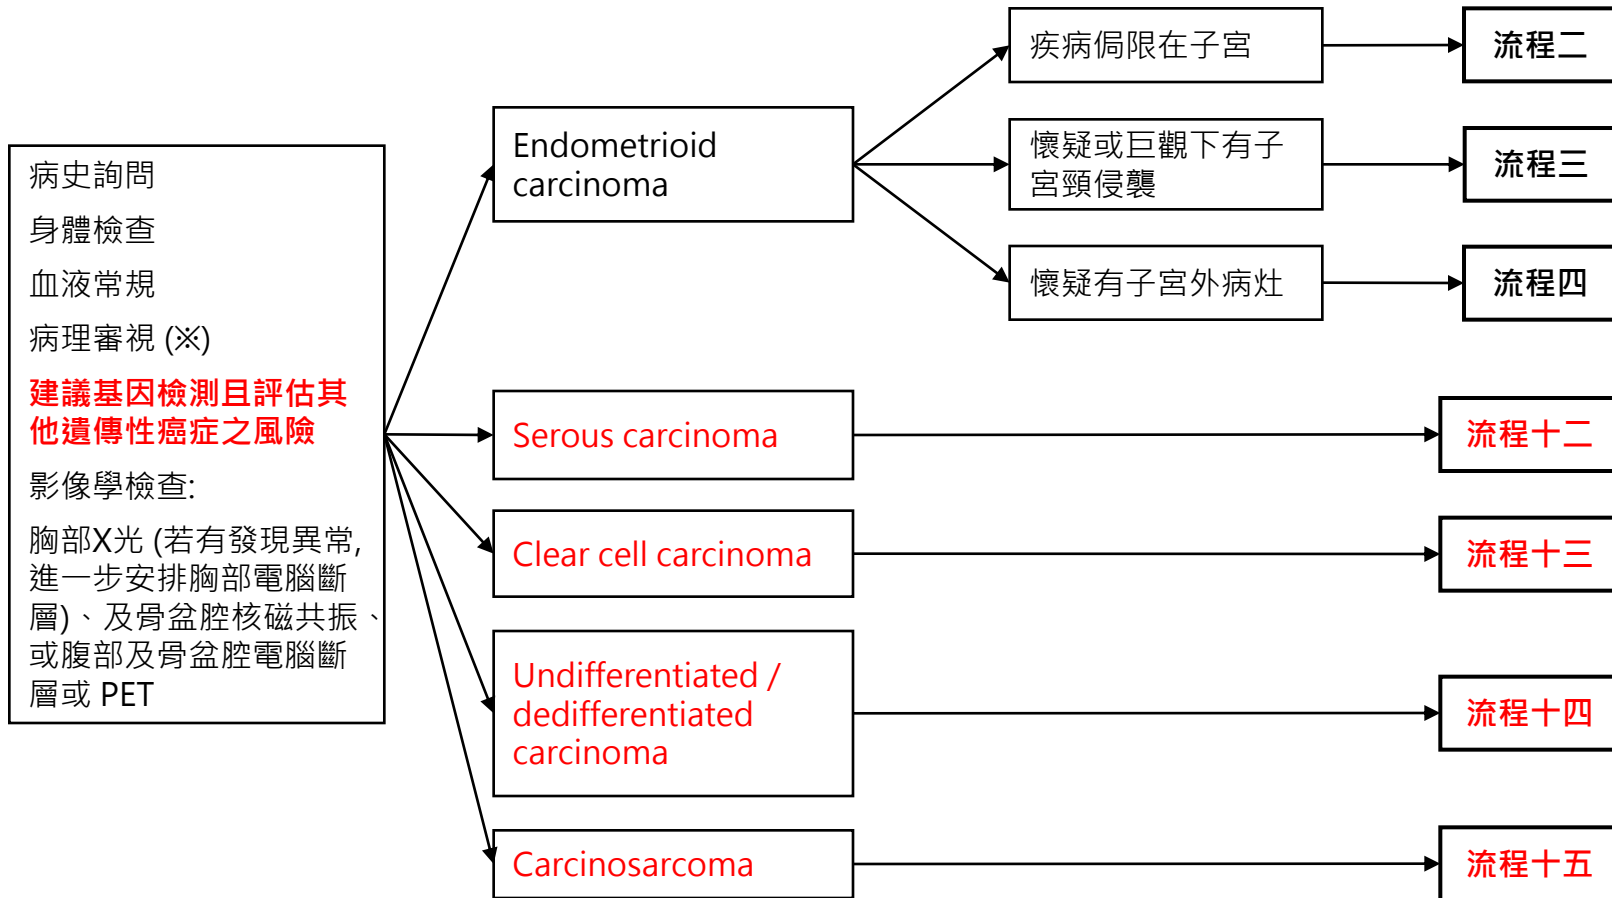 病史詢問
身體檢查
血液常規
病理審視 (※)
建議基因檢測且評估其
他遺傳性癌症之風險
影像學檢查:
胸部X光 (若有發現異常,
進一步安排胸部電腦斷
層)、及骨盆腔核磁共振、
或腹部及骨盆腔電腦斷
層或 PET
Endometrioid
carcinoma
疾病侷限在子宮
流程二
懷疑或巨觀下有子
宮頸侵襲
流程三
懷疑有子宮外病灶
流程四
Serous carcinoma
流程十二
Clear cell carcinoma
流程十三
Undifferentiated /
dedifferentiated
carcinoma
流程十四
Carcinosarcoma
流程十五